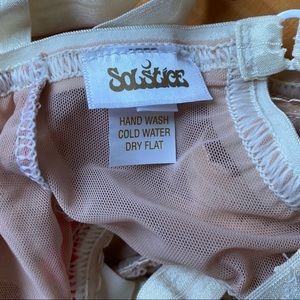 SOLSTICE
HAND WASH
COLD WATER
DRY FLAT